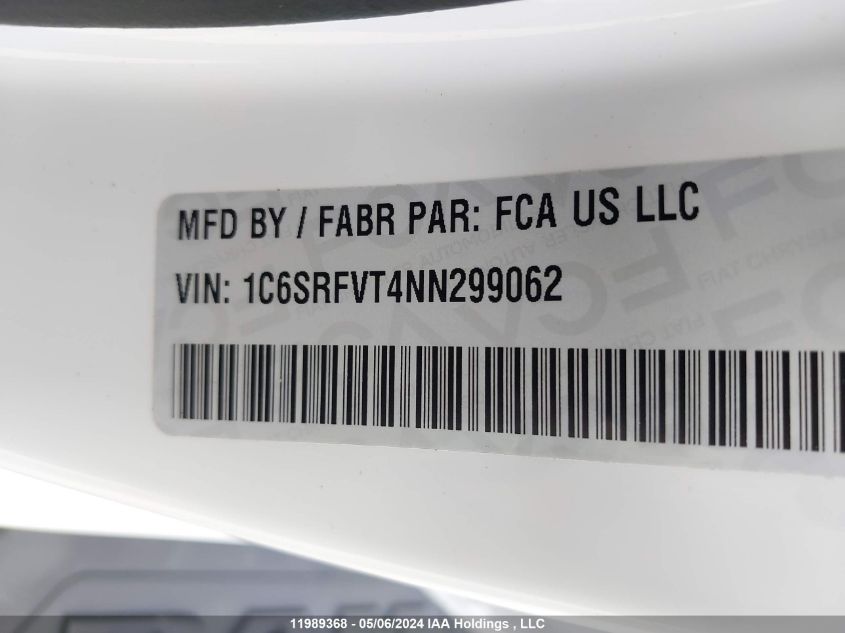 MFD BY / FABR PAR: FCA US LLC
VIN: 1C6SRFVT4NN299062
11989368 - 05/06/2024 IAA Holdings , LLC